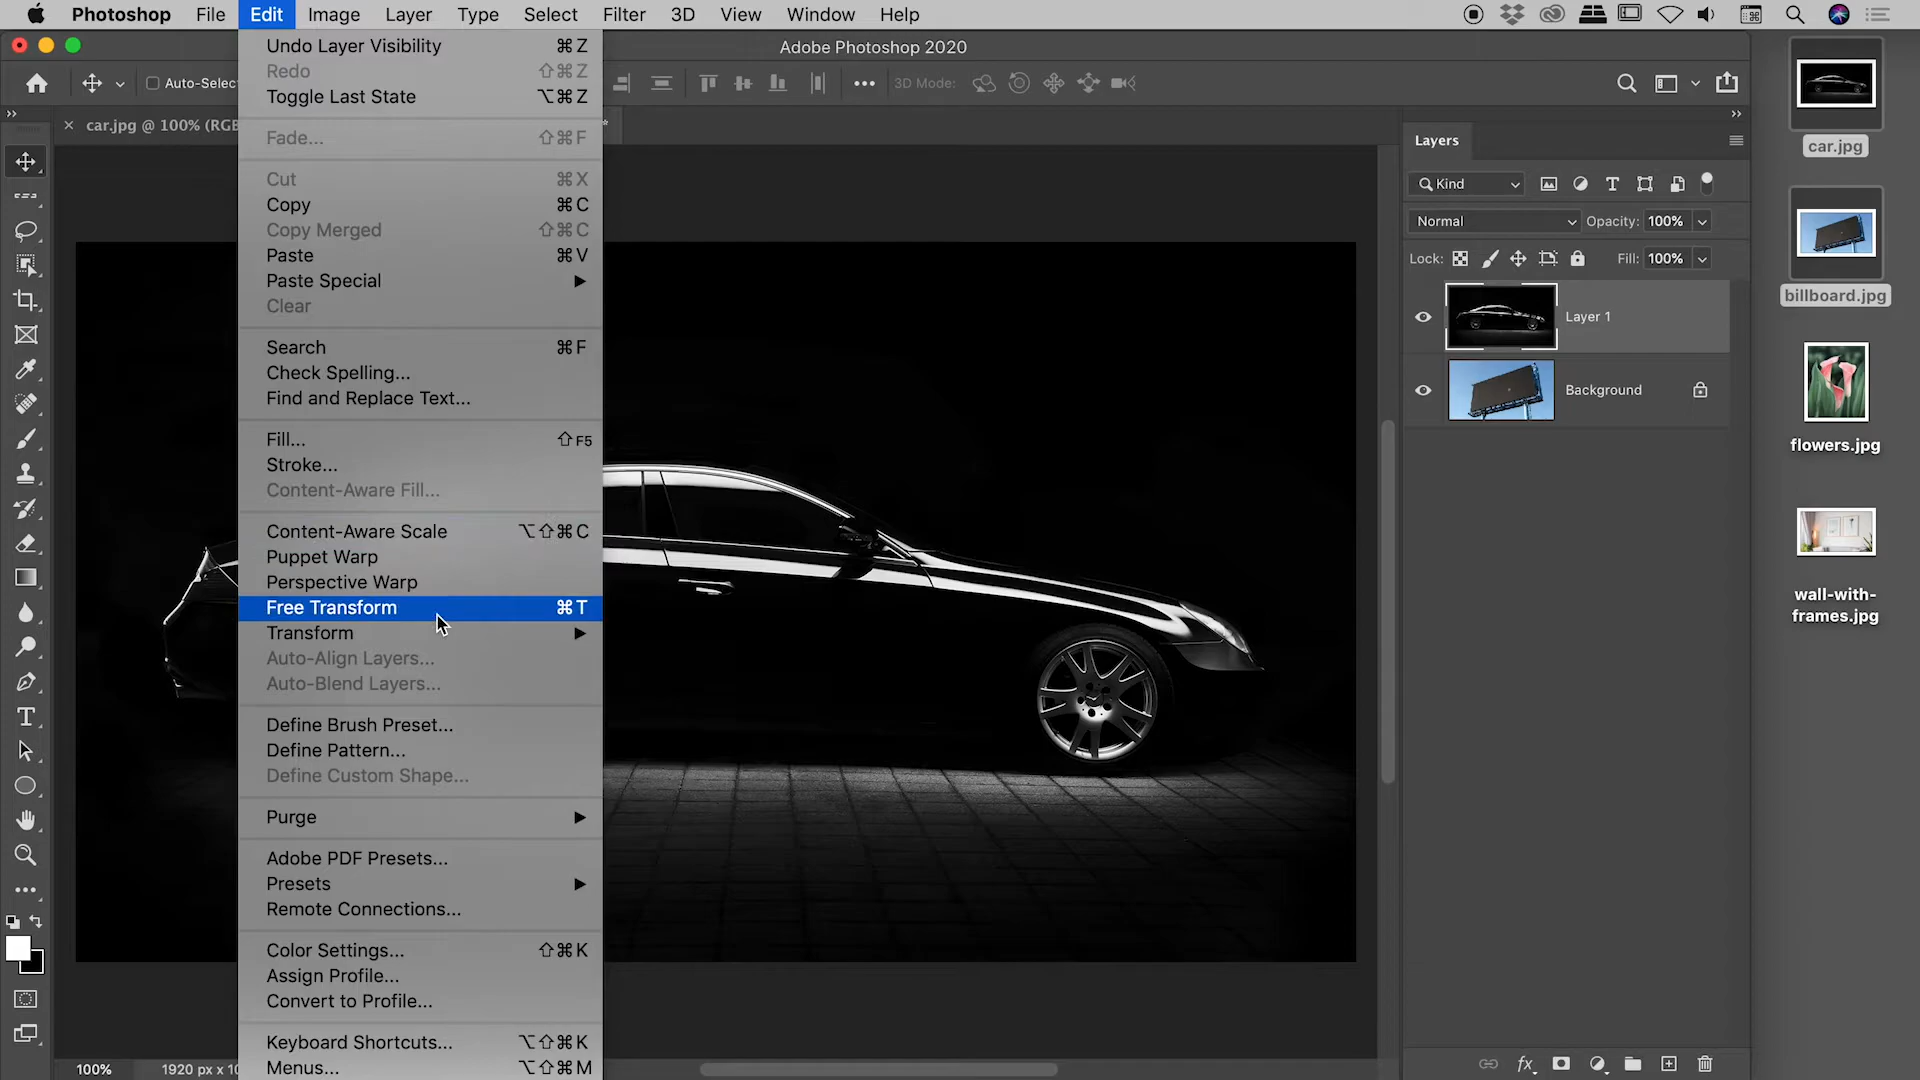 Photoshop File Edit Image Layer Type Select Filter 3D View Window Help
Adobe Photoshop 2020
Auto-Selec
3D Mode:
× car.jpg @ 100% (RGB
*
Undo Layer Visibility ⌘Z
Redo ⇧⌘Z
Toggle Last State ⌥⌘Z
Fade... ⇧⌘F
Cut ⌘X
Copy ⌘C
Copy Merged ⇧⌘C
Paste ⌘V
Paste Special
Clear
Search ⌘F
Check Spelling...
Find and Replace Text...
Fill... ⇧F5
Stroke...
Content-Aware Fill...
Content-Aware Scale ⌥⇧⌘C
Puppet Warp
Perspective Warp
Free Transform ⌘T
Transform
Auto-Align Layers...
Auto-Blend Layers...
Define Brush Preset...
Define Pattern...
Define Custom Shape...
Purge
Adobe PDF Presets...
Presets
Remote Connections...
Color Settings... ⇧⌘K
Assign Profile...
Convert to Profile...
Keyboard Shortcuts... ⌥⇧⌘K
Menus... ⌥⇧⌘M
100% 1920 px x 10
Layers
Kind
Normal Opacity: 100%
Lock: Fill: 100%
Layer 1
Background
fx
car.jpg
billboard.jpg
flowers.jpg
wall-with-
frames.jpg